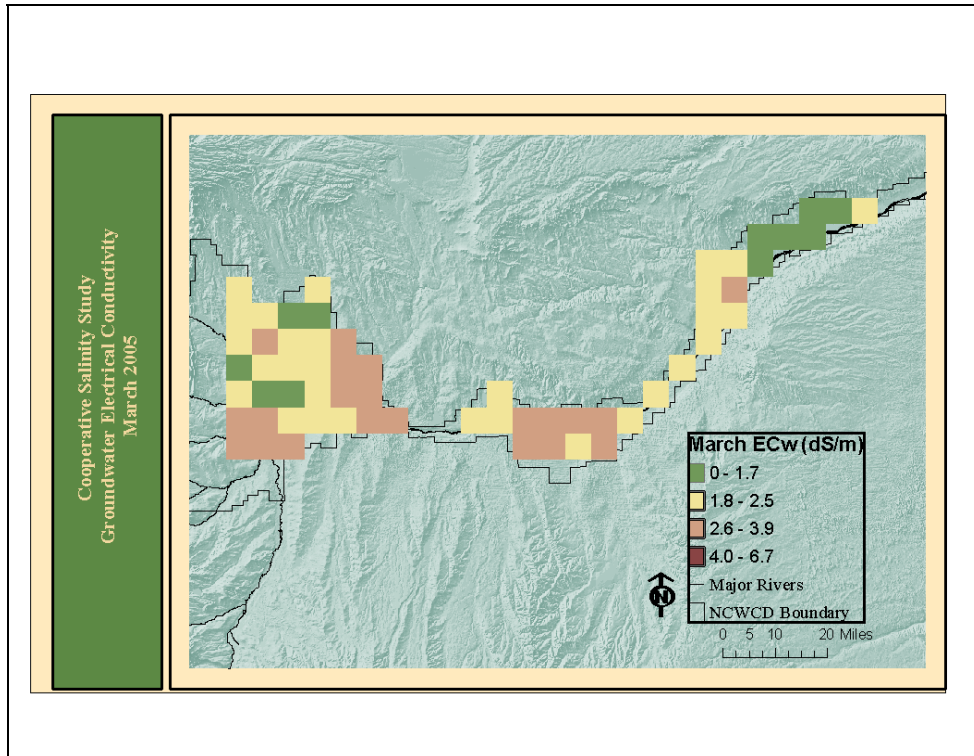 Cooperative Salinity Study
Groundwater Electrical Conductivity
March 2005
March ECw (dS/m)
0 - 1.7
1.8 - 2.5
2.6 - 3.9
4.0 - 6.7
Major Rivers
NCWCD Boundary
N
0 5 10 20 Miles